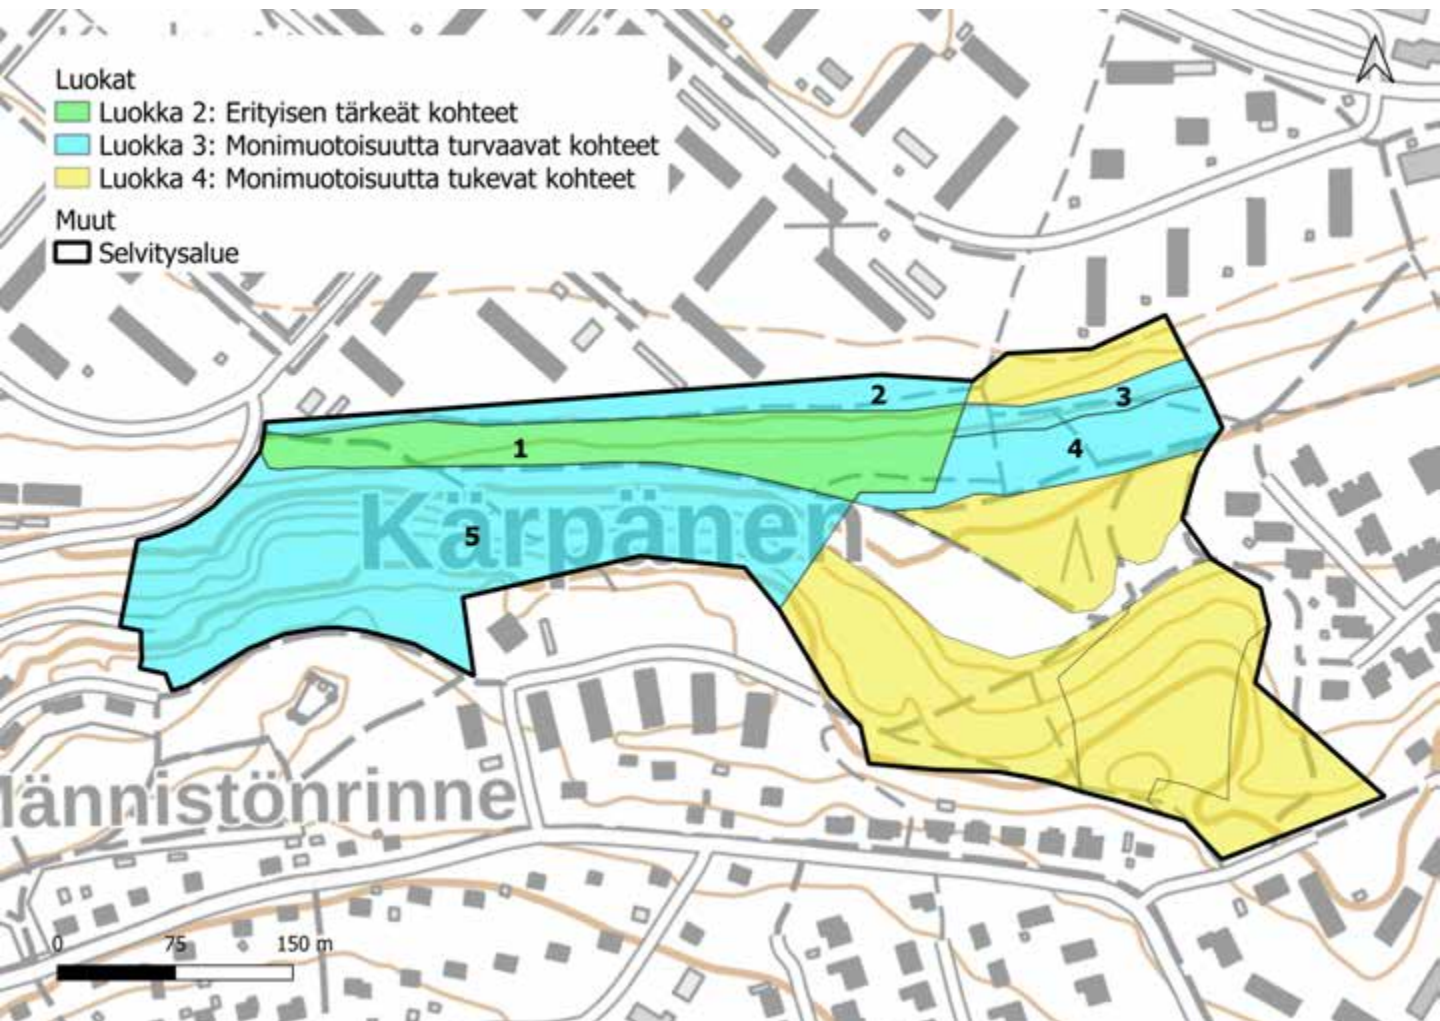 Luokat
Luokka 2: Erityisen tärkeät kohteet
Luokka 3: Monimuotoisuutta turvaavat kohteet
Luokka 4: Monimuotoisuutta tukevat kohteet
Muut
Selvitysalue
2
3
1
4
Kärpänen
5
Männistönrinne
0 75 150 m